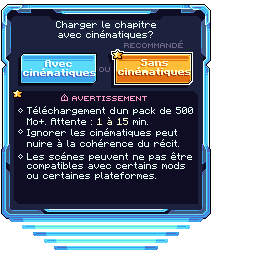 Charger le chapitre
avec cinématiques?
RECOMMANDÉ
Avec
cinématiques
OU
Sans
cinématiques
AVERTISSEMENT
Téléchargement d'un pack de 500
Mo+. Attente : 1 à 15 min.
Ignorer les cinématiques peut
nuire à la cohérence du récit.
Les scénes peuvent ne pas être
compatibles avec certains mods
ou certaines plateformes.